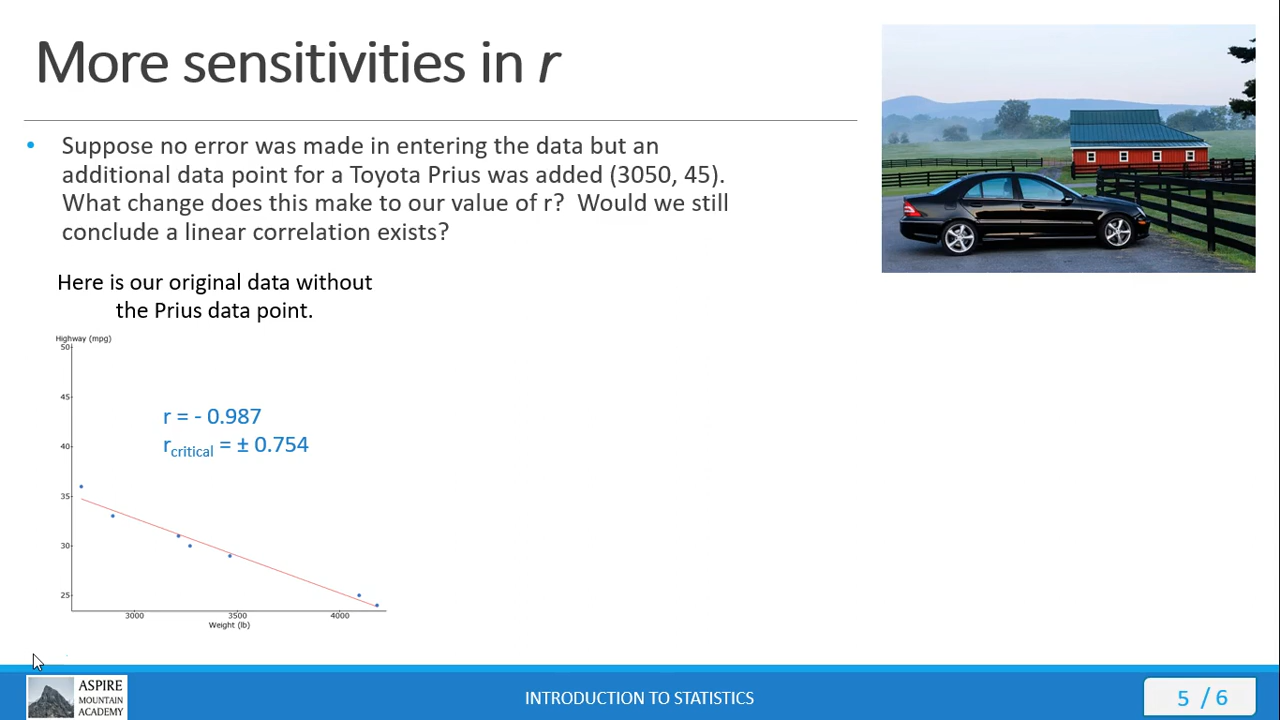 More sensitivities in r
• Suppose no error was made in entering the data but an
additional data point for a Toyota Prius was added (3050, 45).
What change does this make to our value of r? Would we still
conclude a linear correlation exists?
Here is our original data without
the Prius data point.
Highway (mpg)
50
45
r = - 0.987
rcritical = ± 0.754
40
35
30
25
3000 3500 4000
Weight (lb)
ASPIRE
MOUNTAIN
ACADEMY
INTRODUCTION TO STATISTICS
5 / 6